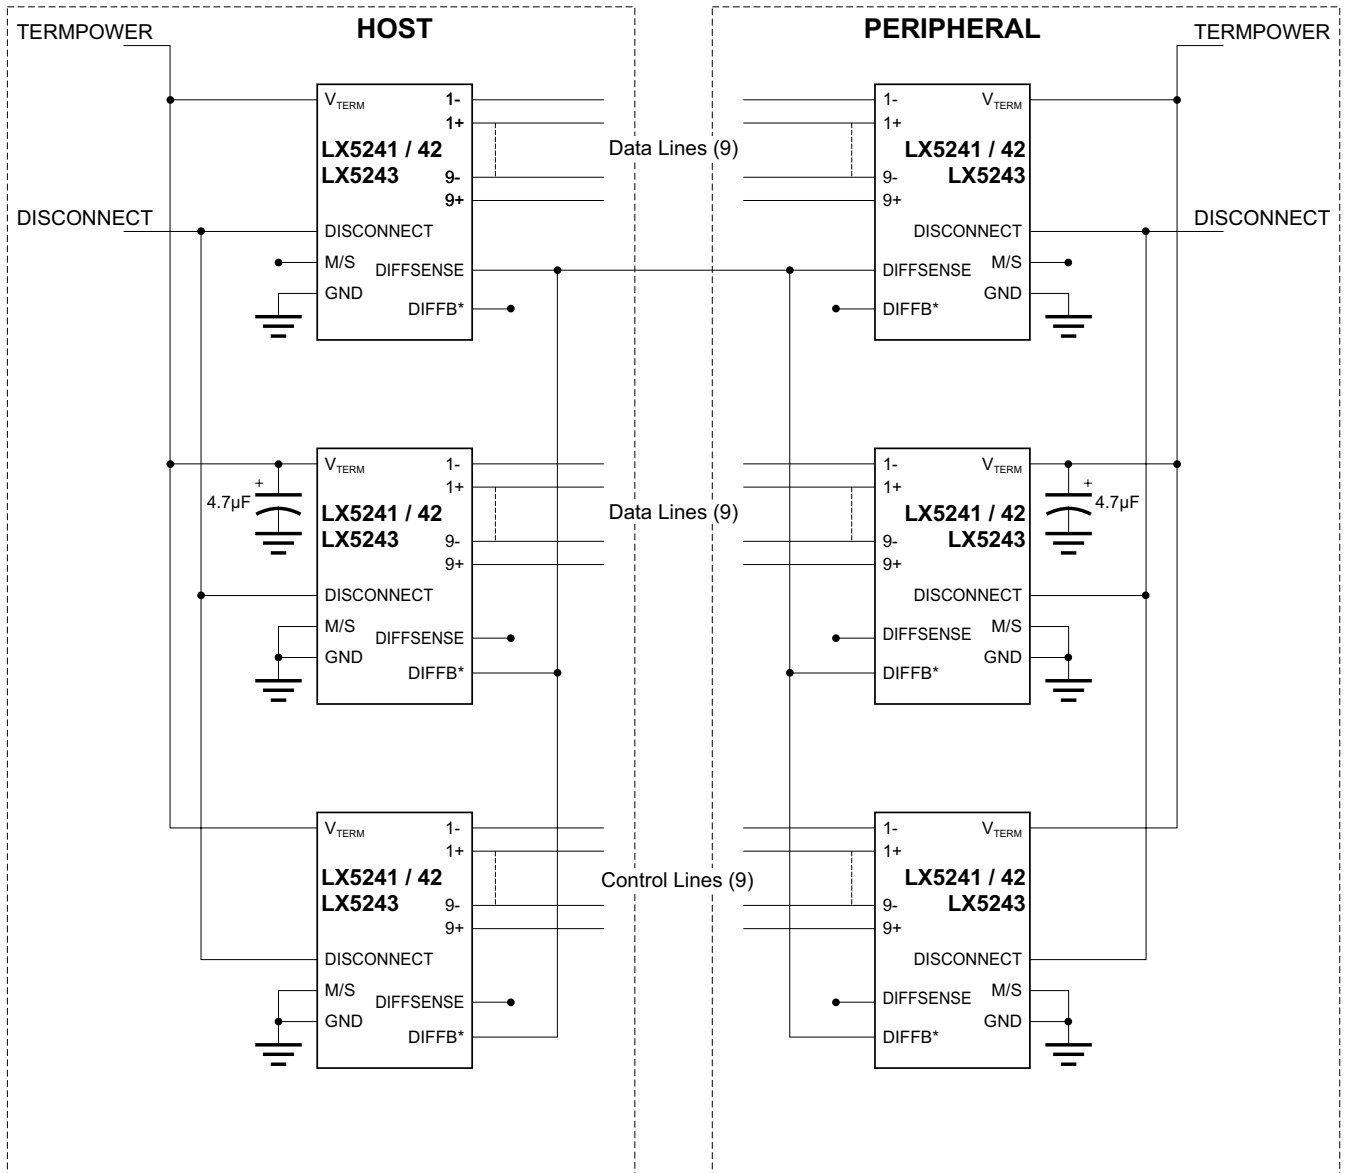 HOST
PERIPHERAL
TERMPOWER
TERMPOWER
VTERM
1-
1+
LX5241 / 42
LX5243
9-
9+
DISCONNECT
M/S
DIFFSENSE
GND
DIFFB*
Data Lines (9)
1-
VTERM
1+
LX5241 / 42
LX5243
9-
9+
DISCONNECT
DIFFSENSE
M/S
GND
DIFFB*
DISCONNECT
DISCONNECT
+
4.7µF
VTERM
1-
1+
LX5241 / 42
LX5243
9-
9+
DISCONNECT
M/S
DIFFSENSE
GND
DIFFB*
Data Lines (9)
1-
VTERM
1+
LX5241 / 42
LX5243
9-
9+
DISCONNECT
DIFFSENSE
M/S
GND
DIFFB*
+
4.7µF
VTERM
1-
1+
LX5241 / 42
LX5243
9-
9+
DISCONNECT
M/S
DIFFSENSE
GND
DIFFB*
Control Lines (9)
1-
VTERM
1+
LX5241 / 42
LX5243
9-
9+
DISCONNECT
DIFFSENSE
M/S
GND
DIFFB*